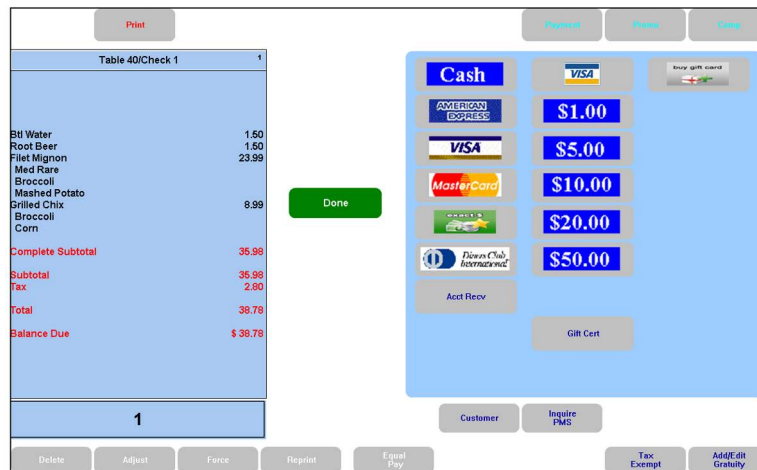 Print
Payment Promo Comp
Table 40/Check 1 1
Btl Water 1.50
Root Beer 1.50
Filet Mignon 23.99
Med Rare
Broccoli
Mashed Potato
Grilled Chix 8.99
Broccoli
Corn
Complete Subtotal 35.98
Subtotal 35.98
Tax 2.80
Total 38.78
Balance Due $ 38.78
1
Done
Cash VISA buy gift card
AMERICAN EXPRESS $1.00
VISA $5.00
MasterCard $10.00
exact $ $20.00
Diners Club International $50.00
Acct Recv
Gift Cert
Customer Inquire PMS
Delete Adjust Force Reprint Equal Pay Tax Exempt Add/Edit Gratuity